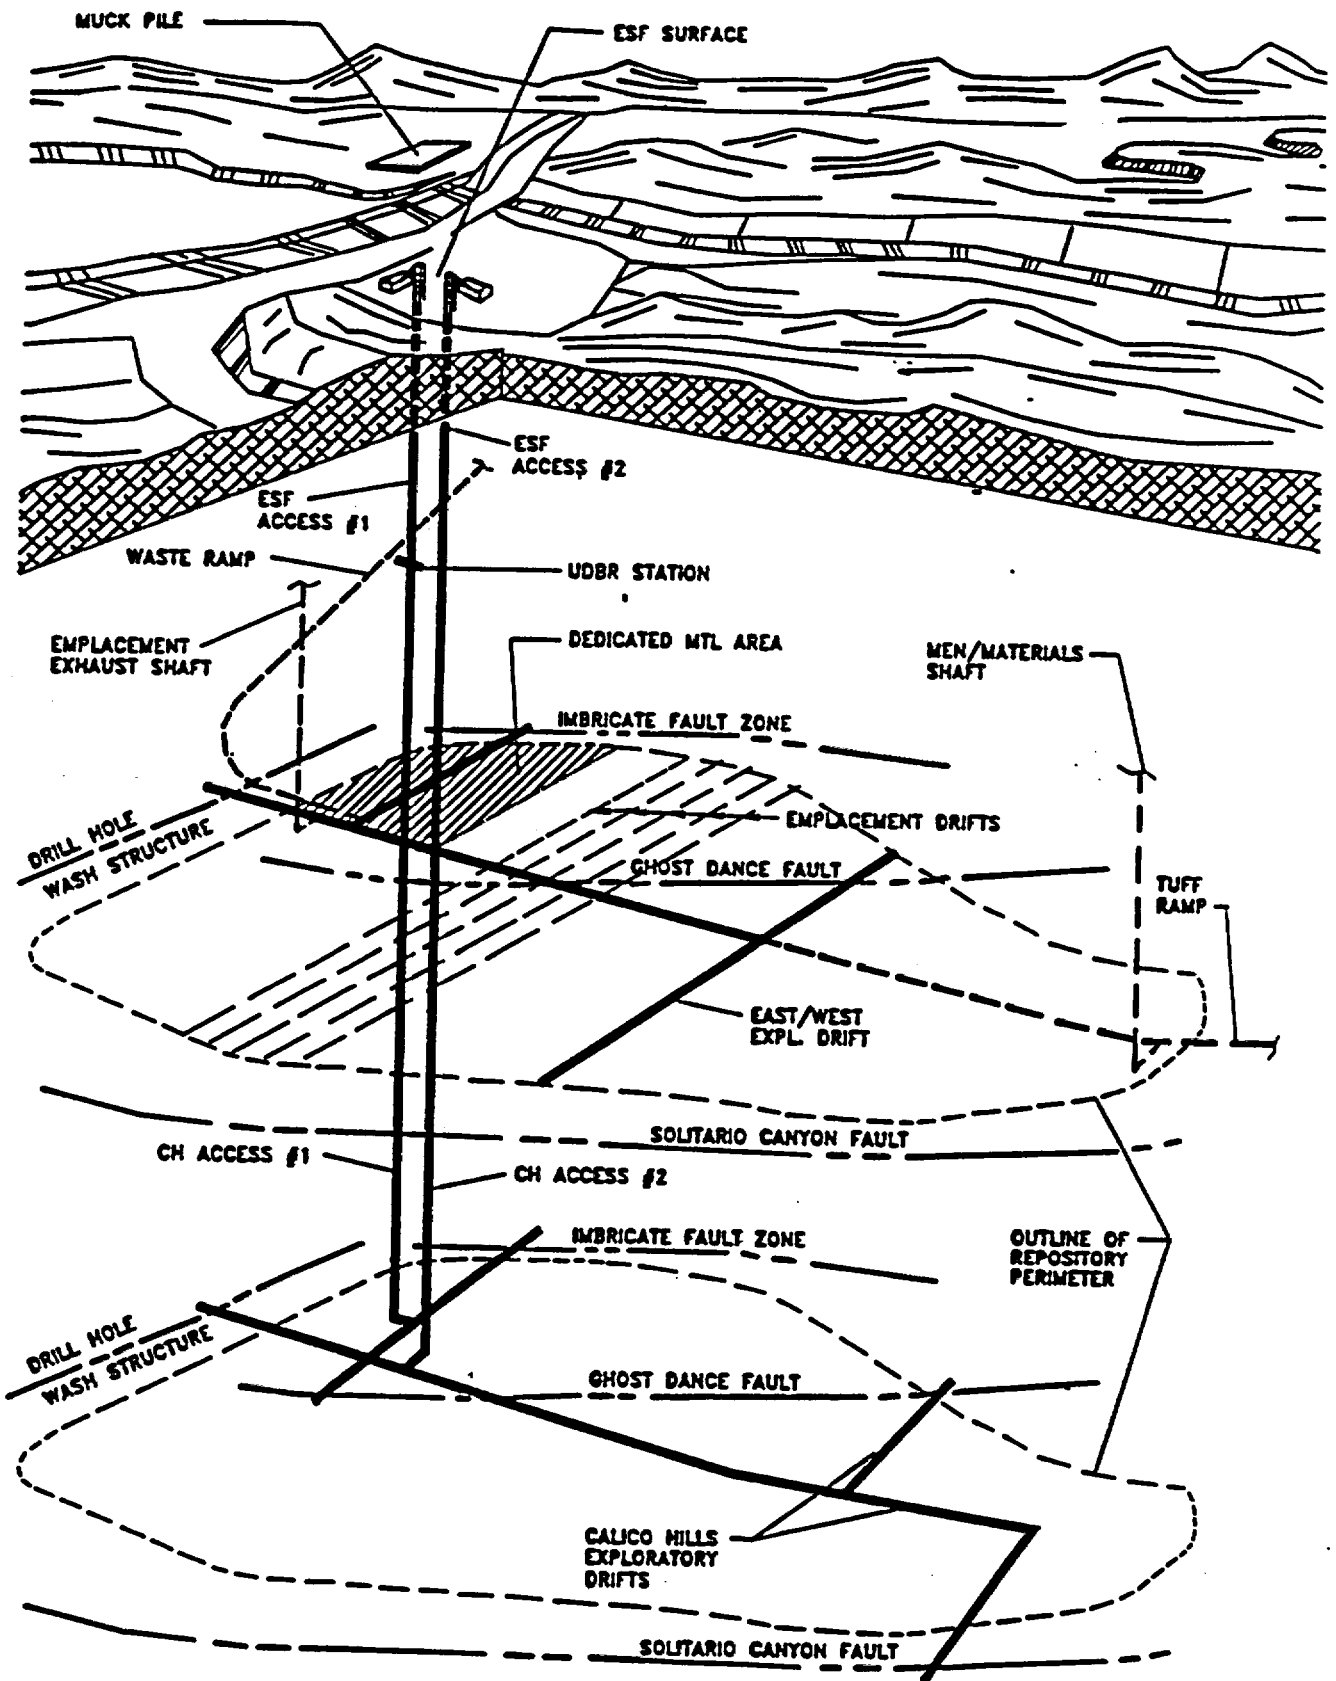 MUCK PILE
ESF SURFACE
ESF
ACCESS #2
ESF
ACCESS #1
WASTE RAMP
UDBR STATION
EMPLACEMENT
EXHAUST SHAFT
DEDICATED MTL AREA
MEN/MATERIALS
SHAFT
IMBRICATE FAULT ZONE
DRILL HOLE
WASH STRUCTURE
EMPLACEMENT DRIFTS
GHOST DANCE FAULT
TUFF
RAMP
EAST/WEST
EXPL. DRIFT
SOLITARIO CANYON FAULT
CH ACCESS #1
CH ACCESS #2
IMBRICATE FAULT ZONE
OUTLINE OF
REPOSITORY
PERIMETER
DRILL HOLE
WASH STRUCTURE
GHOST DANCE FAULT
CALICO HILLS
EXPLORATORY
DRIFTS
SOLITARIO CANYON FAULT